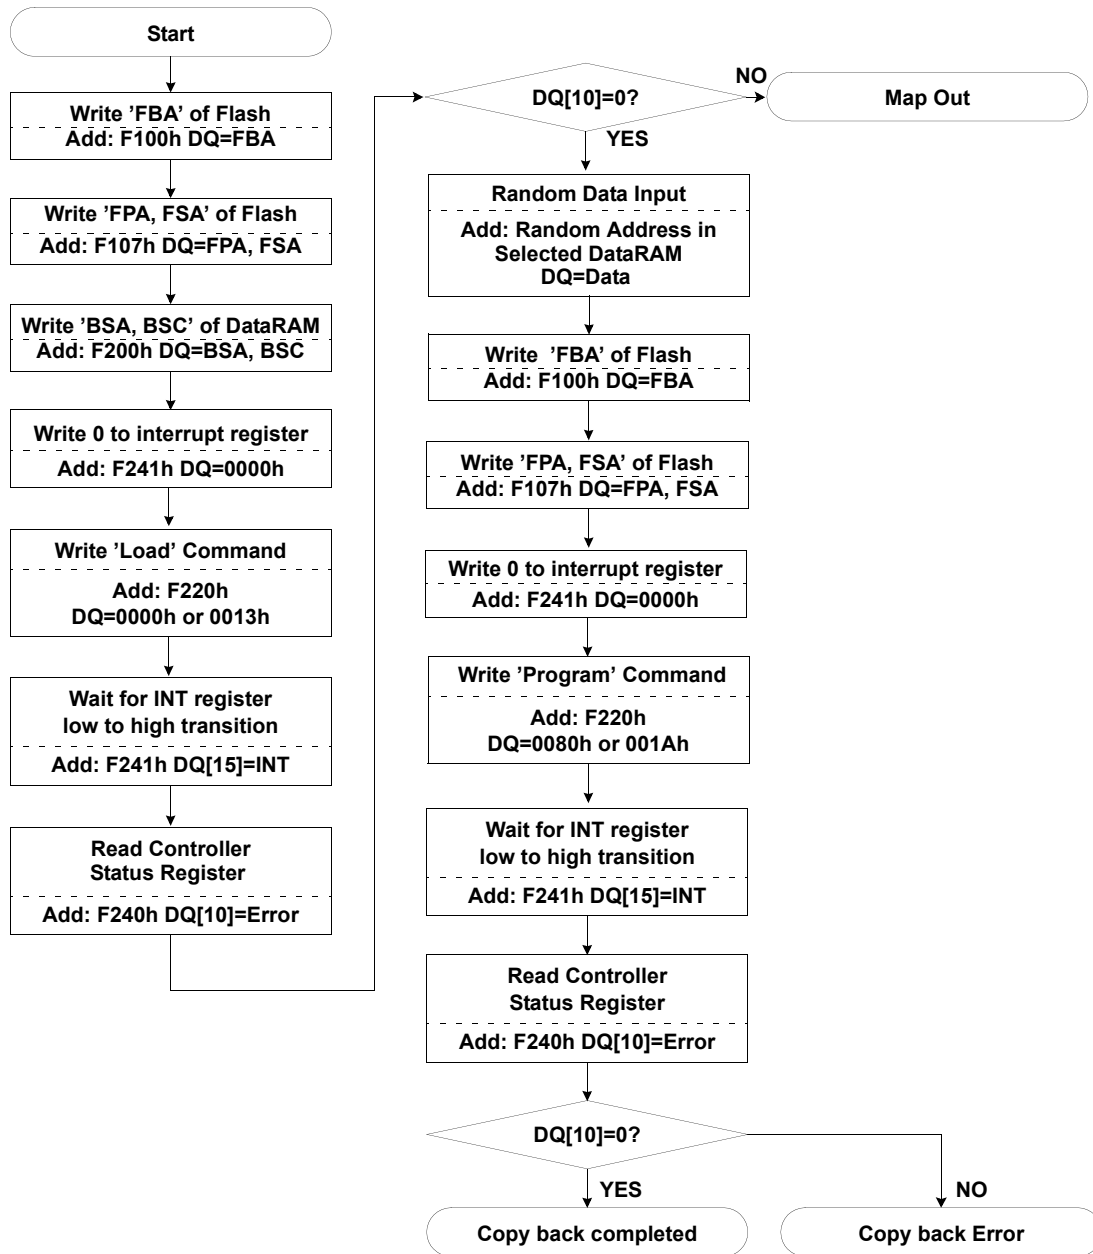 Start
Write ’FBA’ of Flash
Add: F100h DQ=FBA
Write ’FPA, FSA’ of Flash
Add: F107h DQ=FPA, FSA
Write ’BSA, BSC’ of DataRAM
Add: F200h DQ=BSA, BSC
Write 0 to interrupt register
Add: F241h DQ=0000h
Write ’Load’ Command
Add: F220h
DQ=0000h or 0013h
Wait for INT register
low to high transition
Add: F241h DQ[15]=INT
Read Controller
Status Register
Add: F240h DQ[10]=Error
DQ[10]=0?
NO
Map Out
YES
Random Data Input
Add: Random Address in
Selected DataRAM
DQ=Data
Write ’FBA’ of Flash
Add: F100h DQ=FBA
Write ’FPA, FSA’ of Flash
Add: F107h DQ=FPA, FSA
Write 0 to interrupt register
Add: F241h DQ=0000h
Write ’Program’ Command
Add: F220h
DQ=0080h or 001Ah
Wait for INT register
low to high transition
Add: F241h DQ[15]=INT
Read Controller
Status Register
Add: F240h DQ[10]=Error
DQ[10]=0?
YES
NO
Copy back completed
Copy back Error